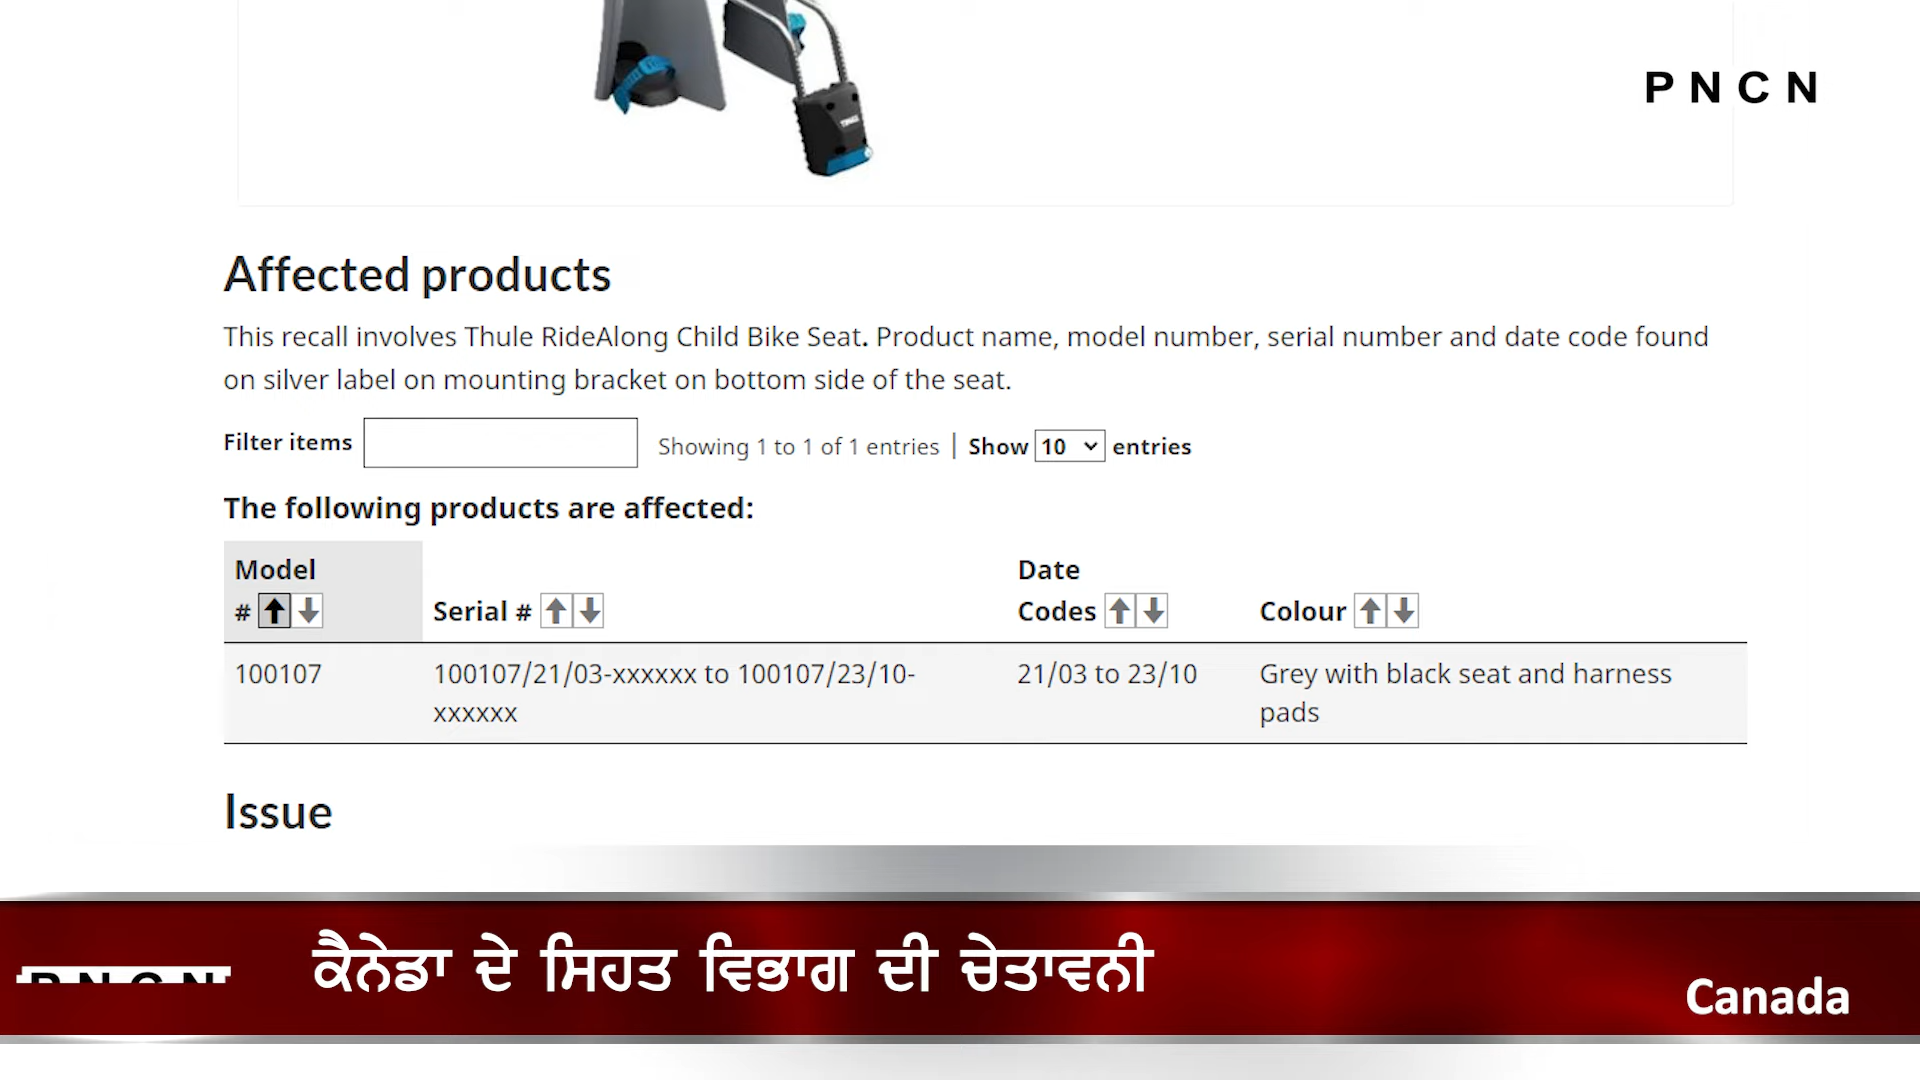 PNCN
Affected products
This recall involves Thule RideAlong Child Bike Seat. Product name, model number, serial number and date code found
on silver label on mounting bracket on bottom side of the seat.
Filter items Showing 1 to 1 of 1 entries | Show 10 entries
The following products are affected:
Model
# Serial #
Date
Codes Colour
100107 100107/21/03-xxxxxx to 100107/23/10-
xxxxxx
21/03 to 23/10 Grey with black seat and harness
pads
Issue
ਕੈਨੇਡਾ ਦੇ ਸਿਹਤ ਵਿਭਾਗ ਦੀ ਚੇਤਾਵਨੀ
Canada